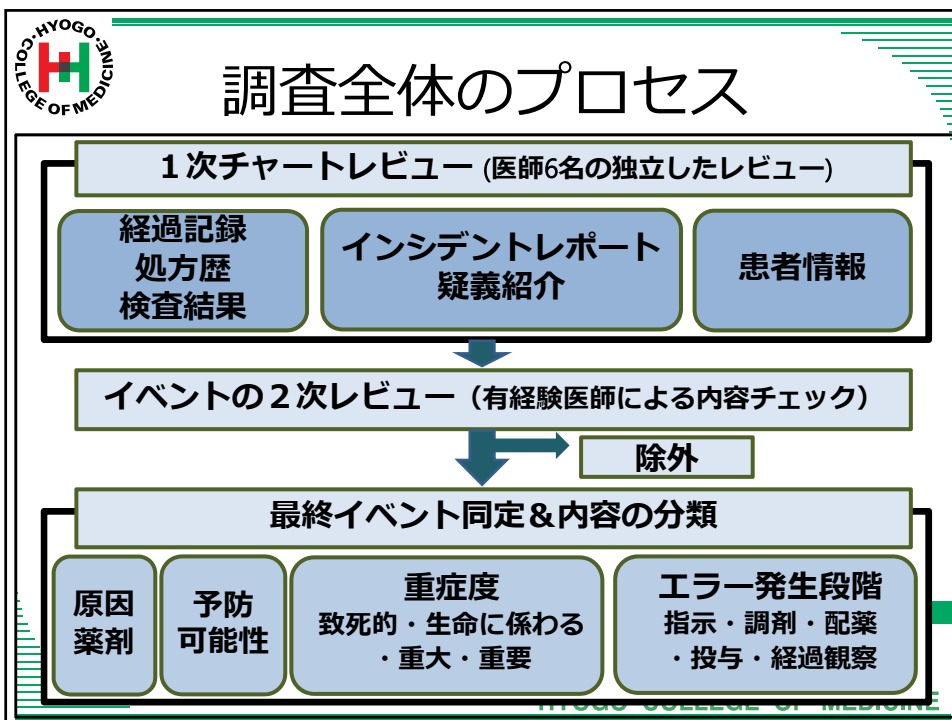 HYOGO・COLLEGE OF MEDICINE・
調査全体のプロセス
１次チャートレビュー (医師6名の独立したレビュー)
経過記録
処方歴
検査結果
インシデントレポート
疑義紹介
患者情報
イベントの２次レビュー（有経験医師による内容チェック）
除外
最終イベント同定＆内容の分類
原因
薬剤
予防
可能性
重症度
致死的・生命に係わる
・重大・重要
エラー発生段階
指示・調剤・配薬
・投与・経過観察
HYOGO COLLEGE OF MEDICINE